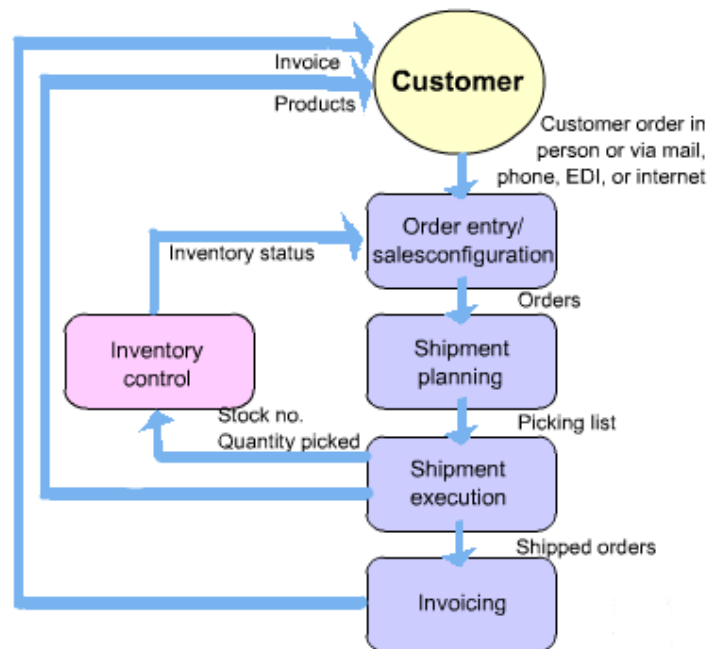 Invoice
Customer
Products
Customer order in
person or via mail,
phone, EDI, or internet
Order entry/
salesconfiguration
Inventory status
Orders
Inventory
control
Shipment
planning
Stock no.
Quantity picked
Picking list
Shipment
execution
Shipped orders
Invoicing